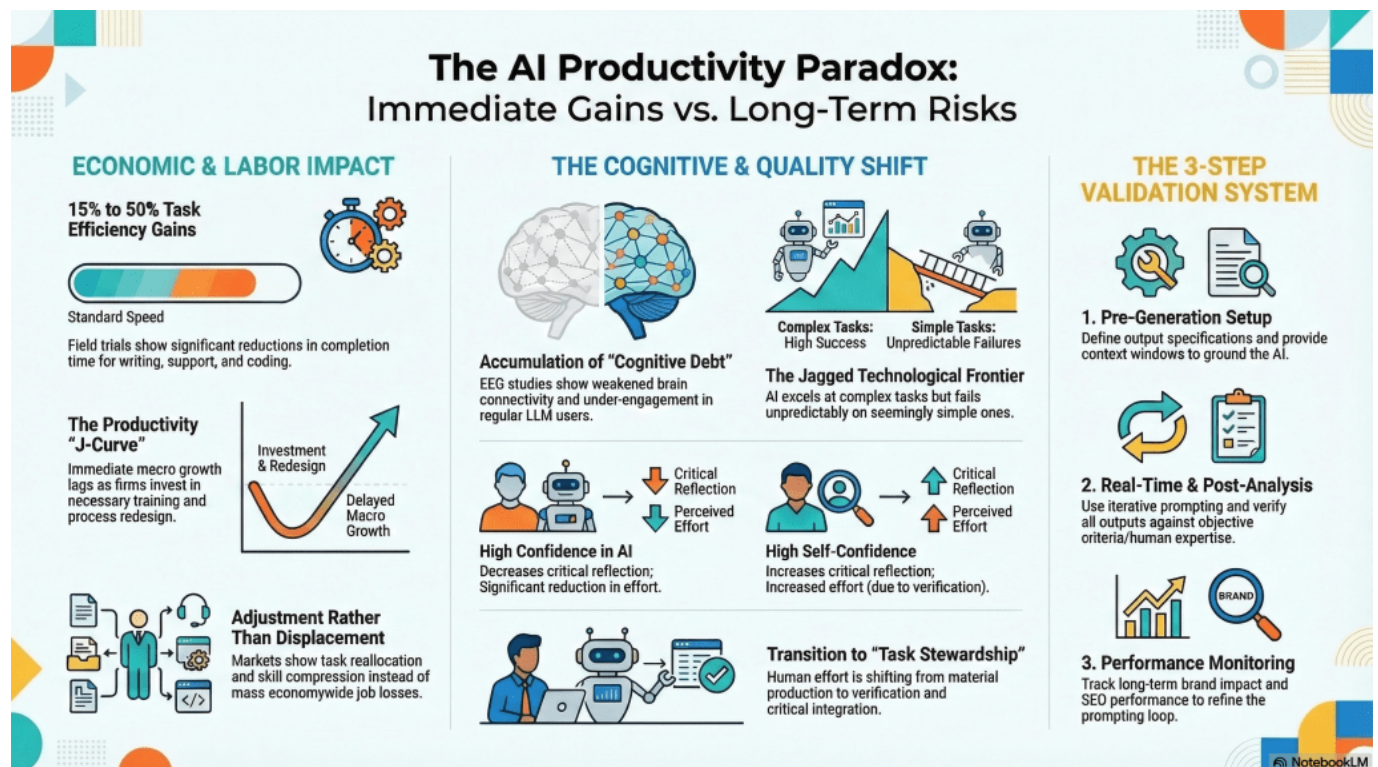 The AI Productivity Paradox:
Immediate Gains vs. Long-Term Risks
ECONOMIC & LABOR IMPACT
15% to 50% Task
Efficiency Gains
Standard Speed
Field trials show significant reductions in completion
time for writing, support, and coding.
The Productivity
“J-Curve”
Immediate macro growth
lags as firms invest in
necessary training and
process redesign.
Investment
& Redesign
Delayed
Macro
Growth
Adjustment Rather
Than Displacement
Markets show task reallocation
and skill compression instead of
mass economywide job losses.
THE COGNITIVE & QUALITY SHIFT
Accumulation of “Cognitive Debt”
EEG studies show weakened brain
connectivity and under-engagement in
regular LLM users.
Complex Tasks:
High Success
Simple Tasks:
Unpredictable Failures
The Jagged Technological Frontier
AI excels at complex tasks but fails
unpredictably on seemingly simple ones.
Critical
Reflection
Perceived
Effort
High Confidence in AI
Decreases critical reflection;
Significant reduction in effort.
Critical
Reflection
Perceived
Effort
High Self-Confidence
Increases critical reflection;
Increased effort (due to verification).
Transition to “Task Stewardship”
Human effort is shifting from material
production to verification and
critical integration.
THE 3-STEP
VALIDATION SYSTEM
1. Pre-Generation Setup
Define output specifications and provide
context windows to ground the AI.
2. Real-Time & Post-Analysis
Use iterative prompting and verify
all outputs against objective
criteria/human expertise.
BRAND
3. Performance Monitoring
Track long-term brand impact and
SEO performance to refine the
prompting loop.
NotebookLM